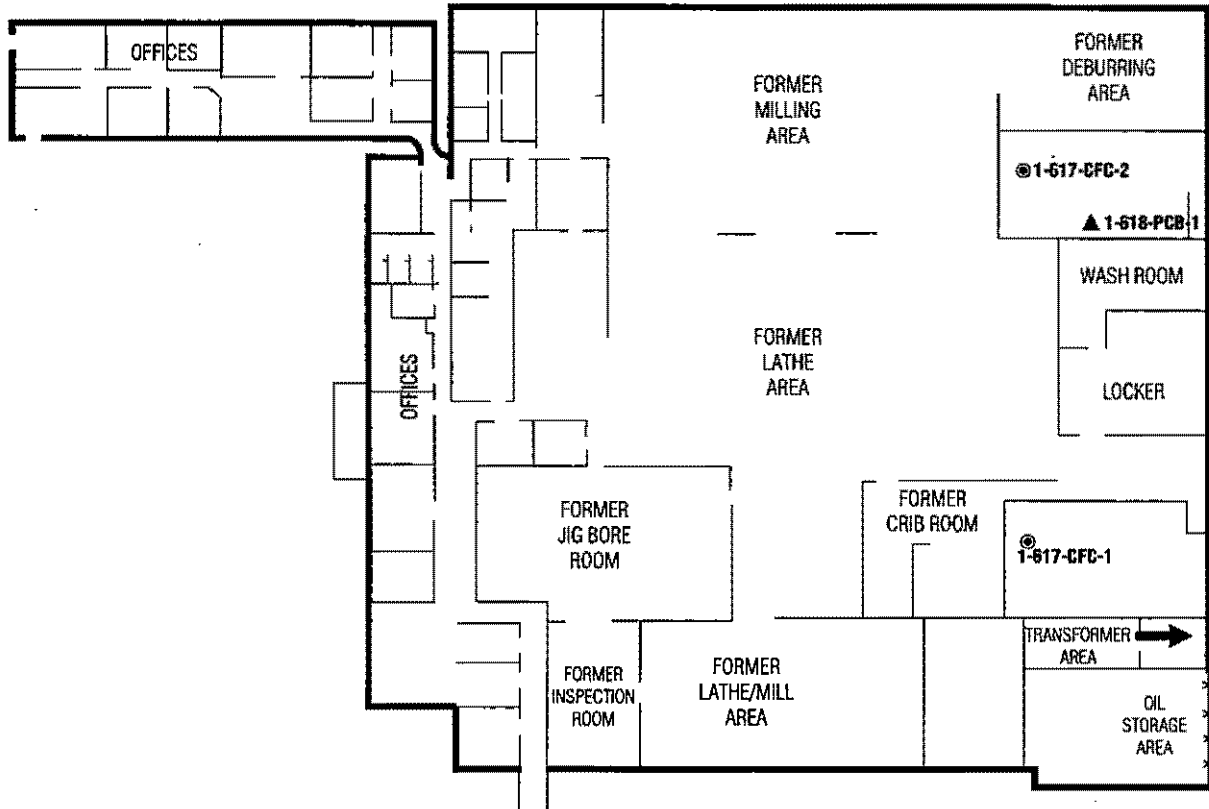 OFFICES
FORMER
MILLING
AREA
FORMER
DEBURRING
AREA
1-617-CFC-2
1-618-PCB-1
WASH ROOM
FORMER
LATHE
AREA
OFFICES
LOCKER
FORMER
JIG BORE
ROOM
FORMER
CRIB ROOM
1-617-CFC-1
TRANSFORMER
AREA
FORMER
INSPECTION
ROOM
FORMER
LATHE/MILL
AREA
OIL
STORAGE
AREA